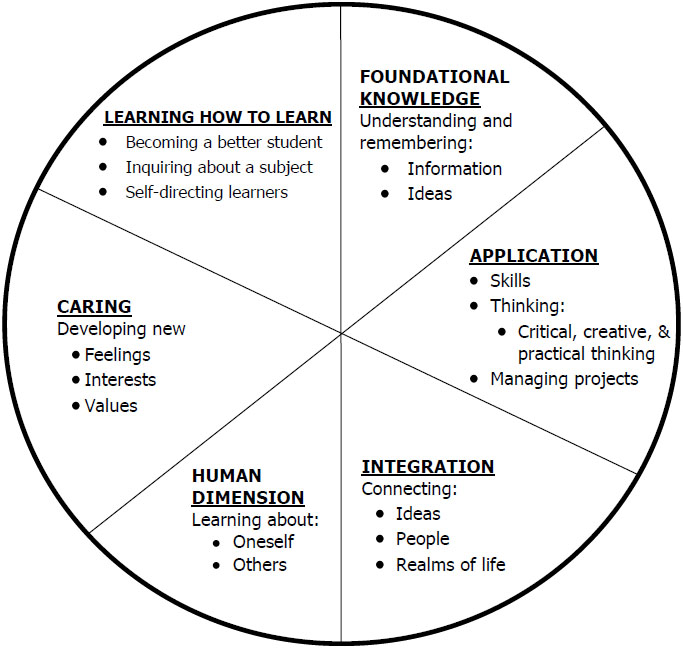 FOUNDATIONAL
KNOWLEDGE
Understanding and
remembering:
● Information
● Ideas
APPLICATION
● Skills
● Thinking:
● Critical, creative, &
practical thinking
● Managing projects
INTEGRATION
Connecting:
● Ideas
● People
● Realms of life
HUMAN
DIMENSION
Learning about:
● Oneself
● Others
CARING
Developing new
● Feelings
● Interests
● Values
LEARNING HOW TO LEARN
● Becoming a better student
● Inquiring about a subject
● Self-directing learners